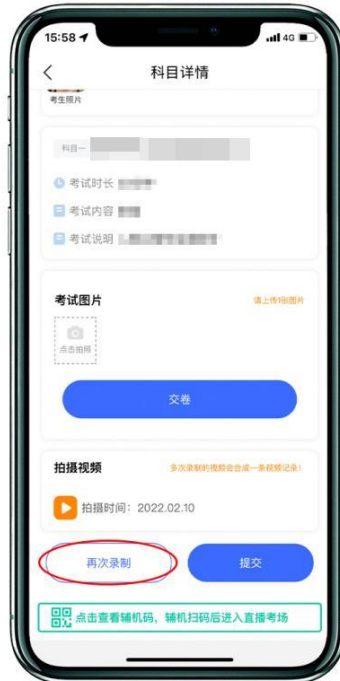 15:58
4G
科目详情
考生照片
科目一
考试时长
考试内容
考试说明
考试图片
请上传1张图片
点击拍照
交卷
拍摄视频
多次录制的视频会合成一条视频记录!
拍摄时间：2022.02.10
再次录制
提交
点击查看辅机码，辅机扫码后进入直播考场